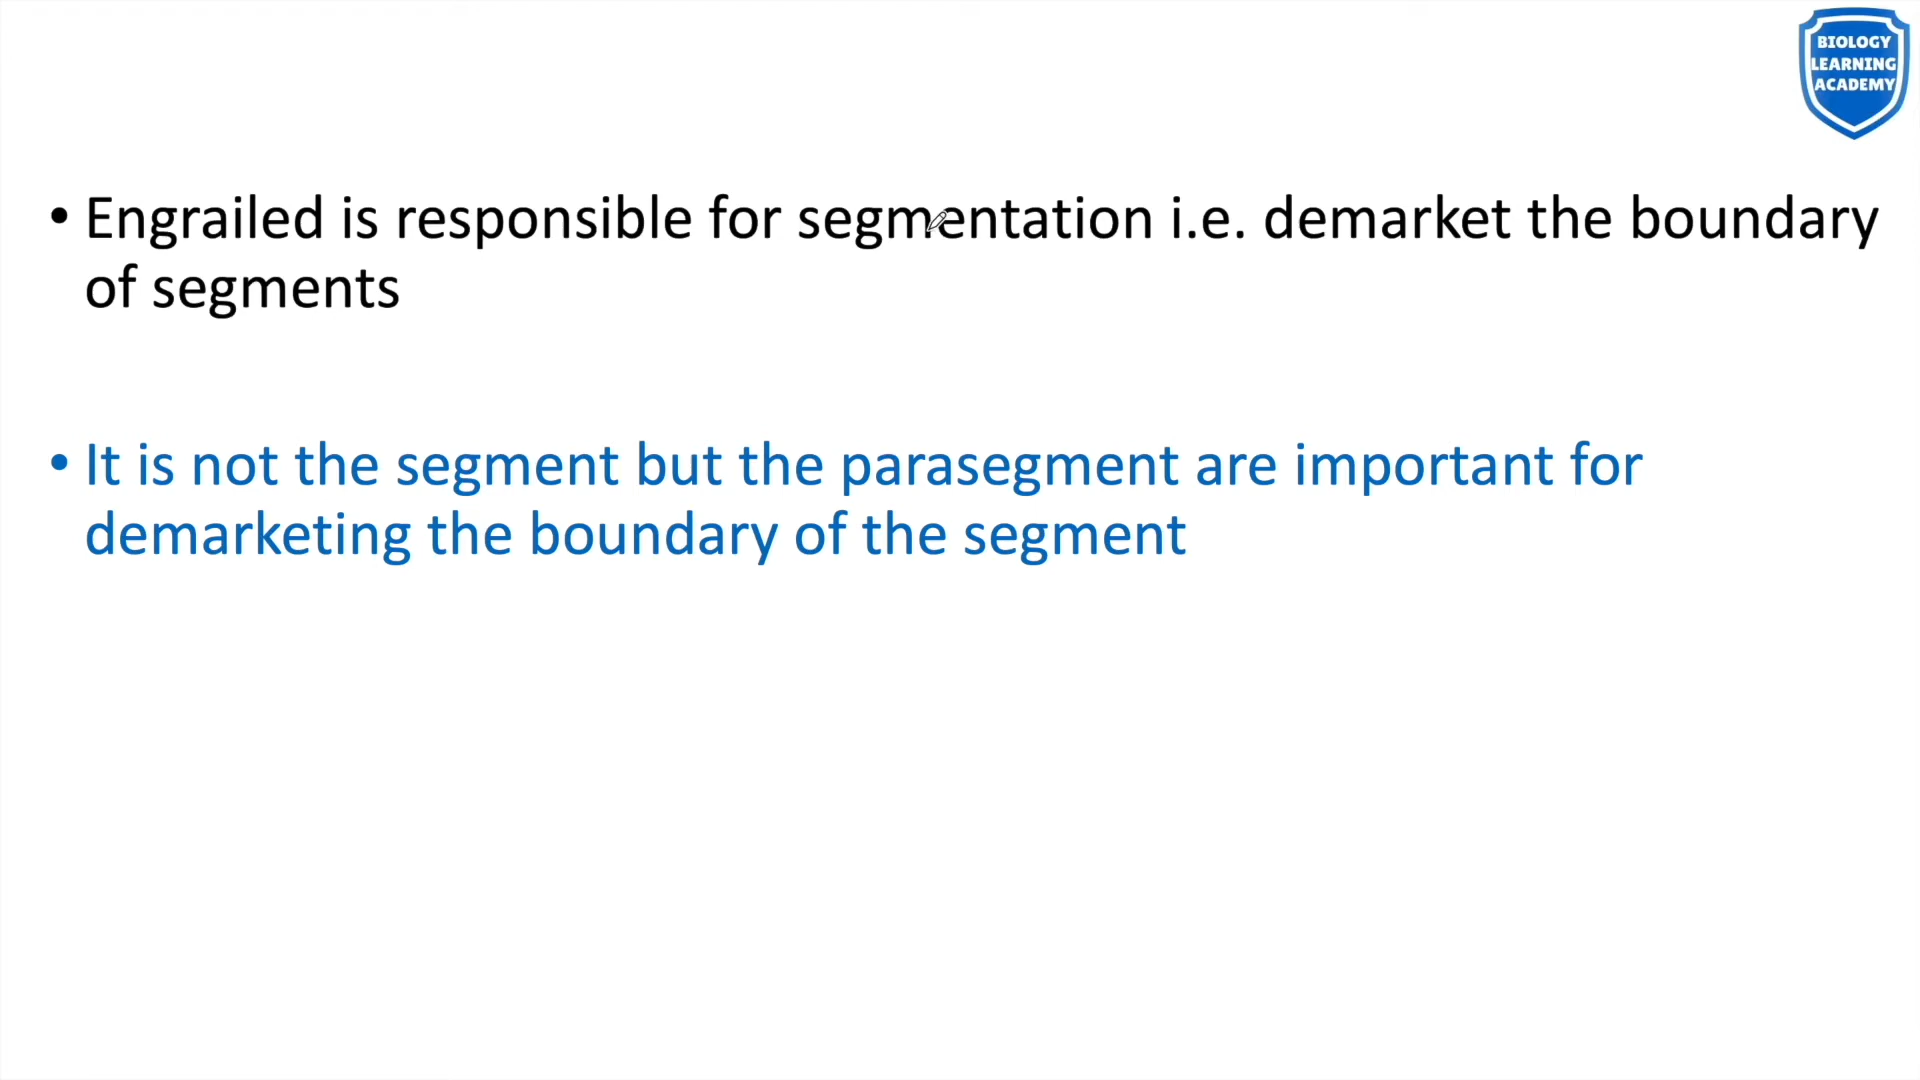 BIOLOGY
LEARNING
ACADEMY
• Engrailed is responsible for segmentation i.e. demarket the boundary
of segments
• It is not the segment but the parasegment are important for
demarketing the boundary of the segment